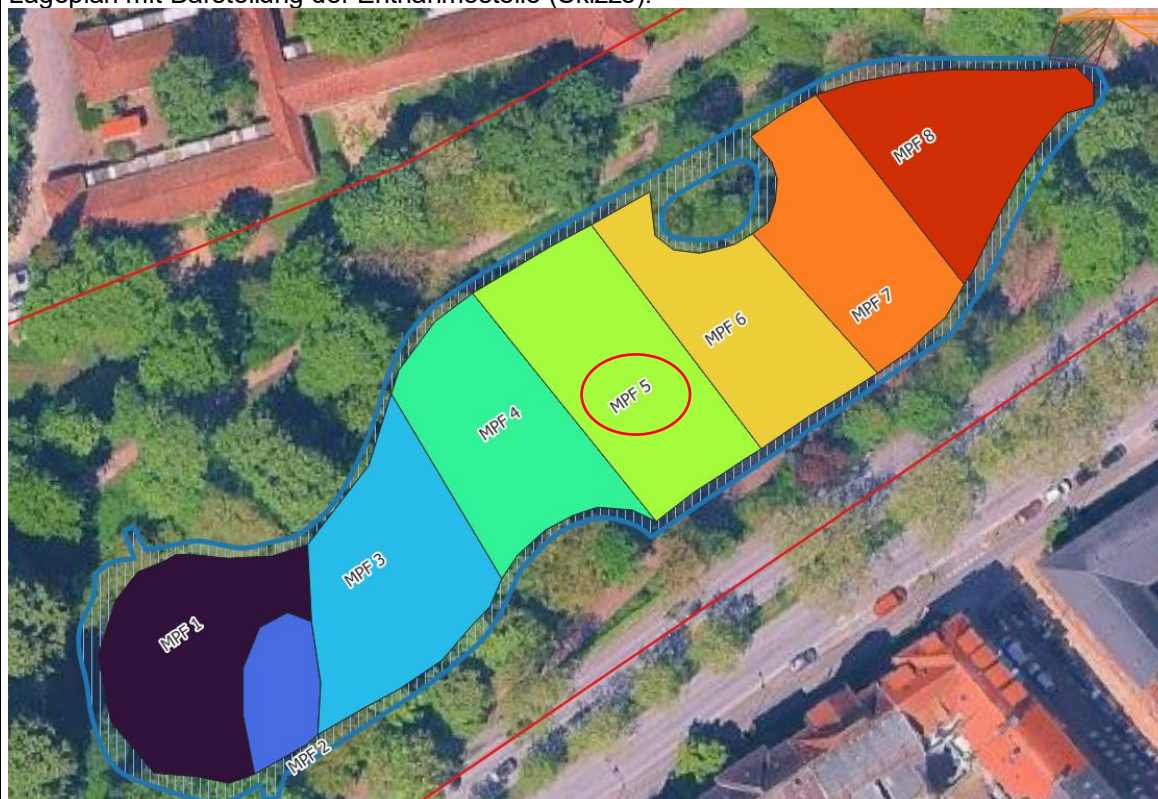 Lageplan mit Darstellung der Entnahmestelle (Skizze):
MPF 8
MPF 7
MPF 6
MPF 5
MPF 4
MPF 3
MPF 1
MPF 2